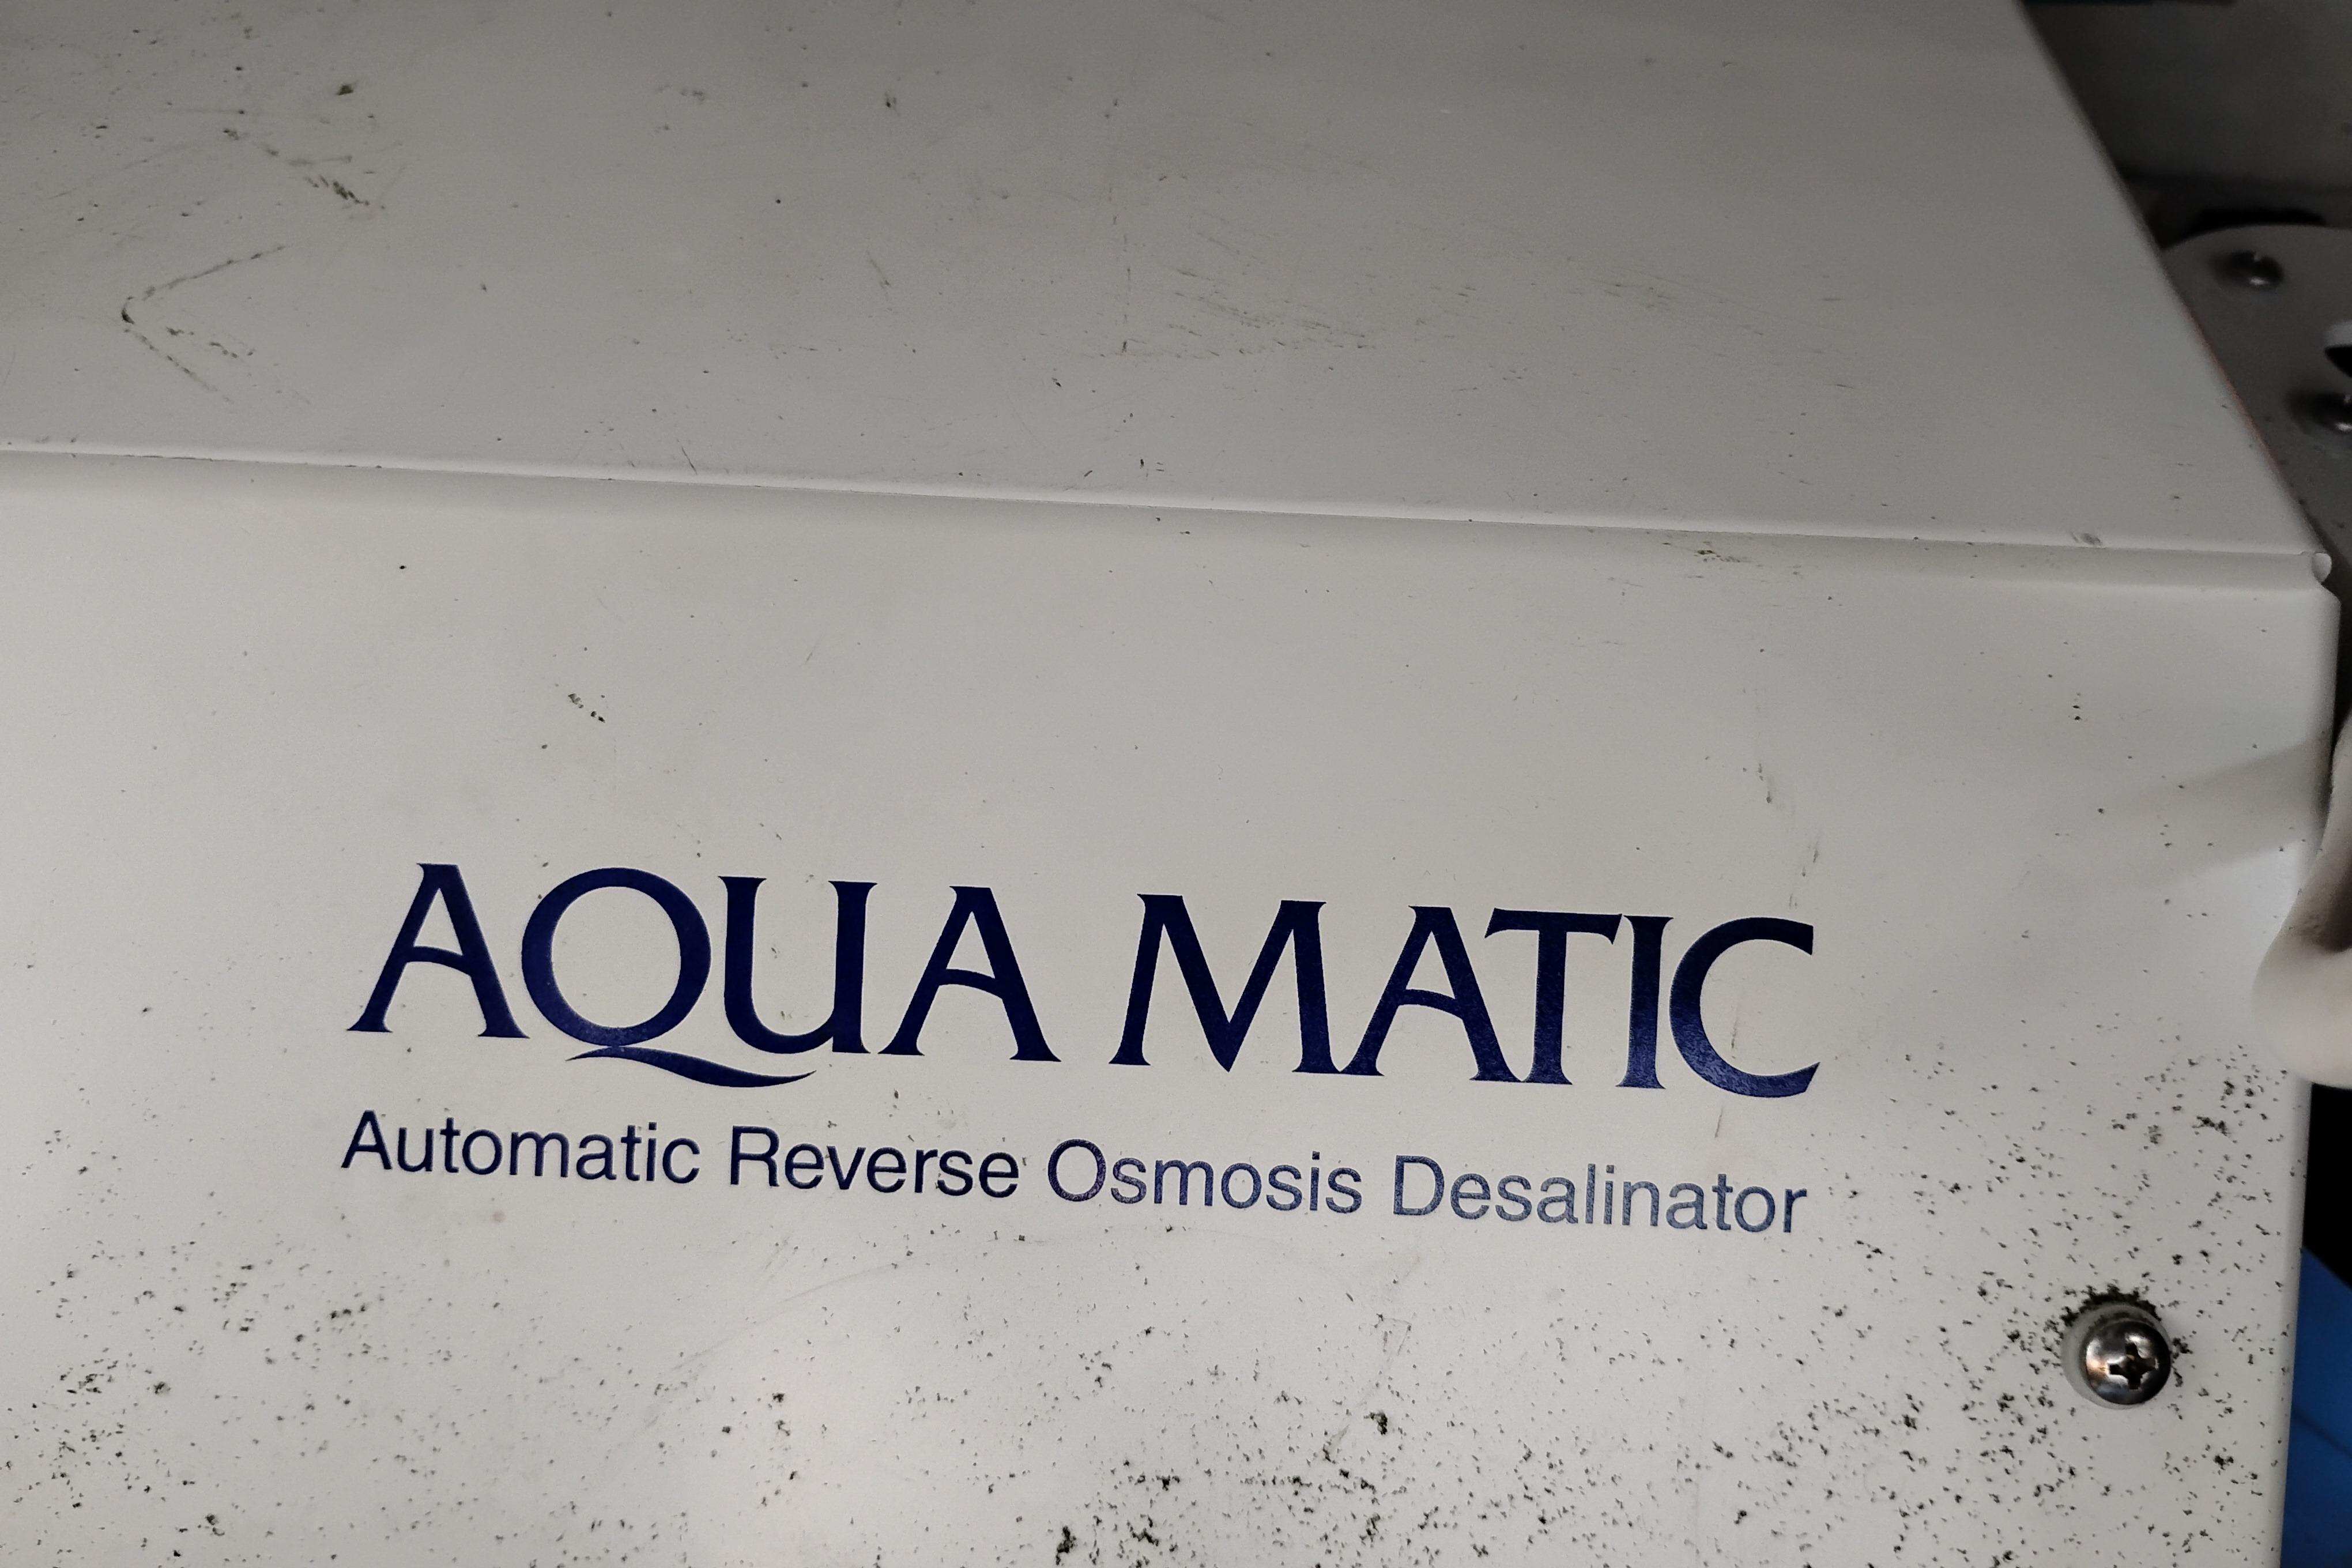 AQUA MATIC
Automatic Reverse Osmosis Desalinator